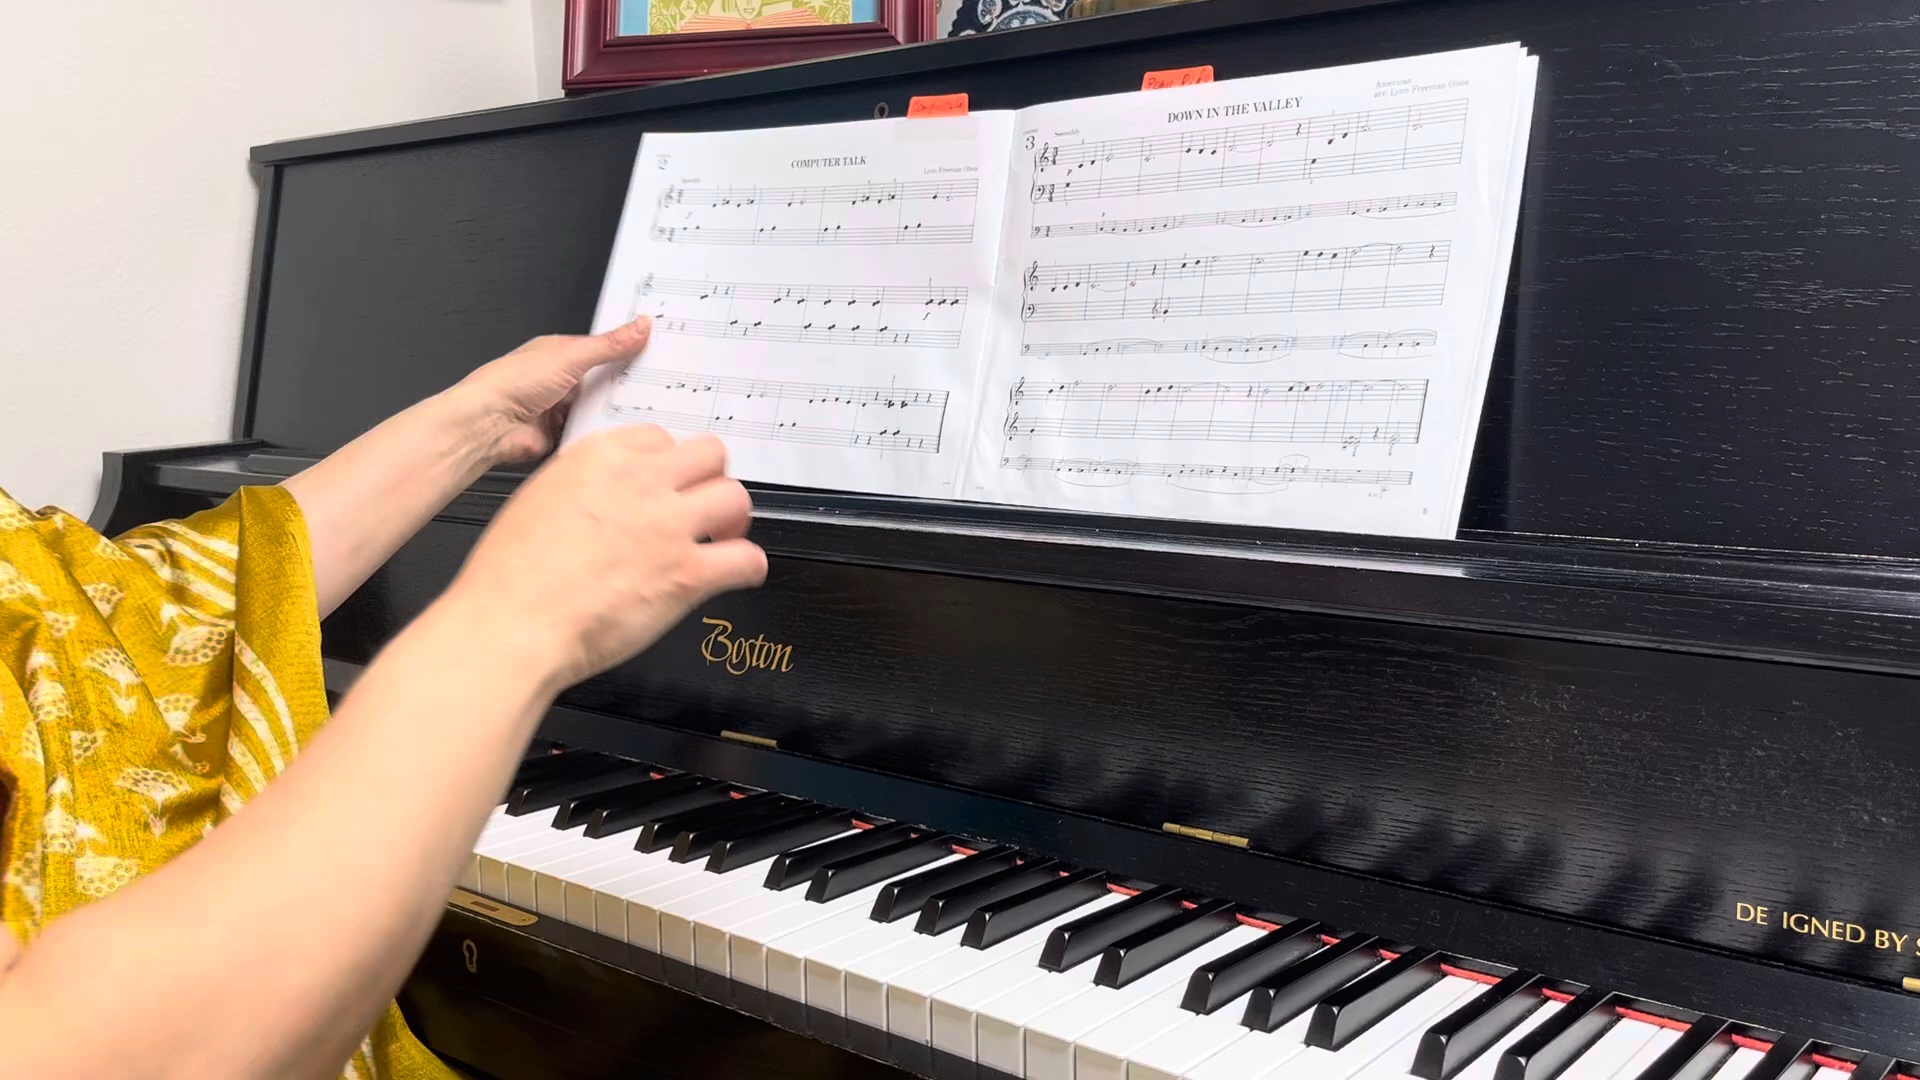 2
COMPUTER TALK
Lynn Freeman Olson
Smoothly
3
DOWN IN THE VALLEY
American
arr. Lynn Freeman Olson
Smoothly
p
f
5
Boston
DE IGNED BY S